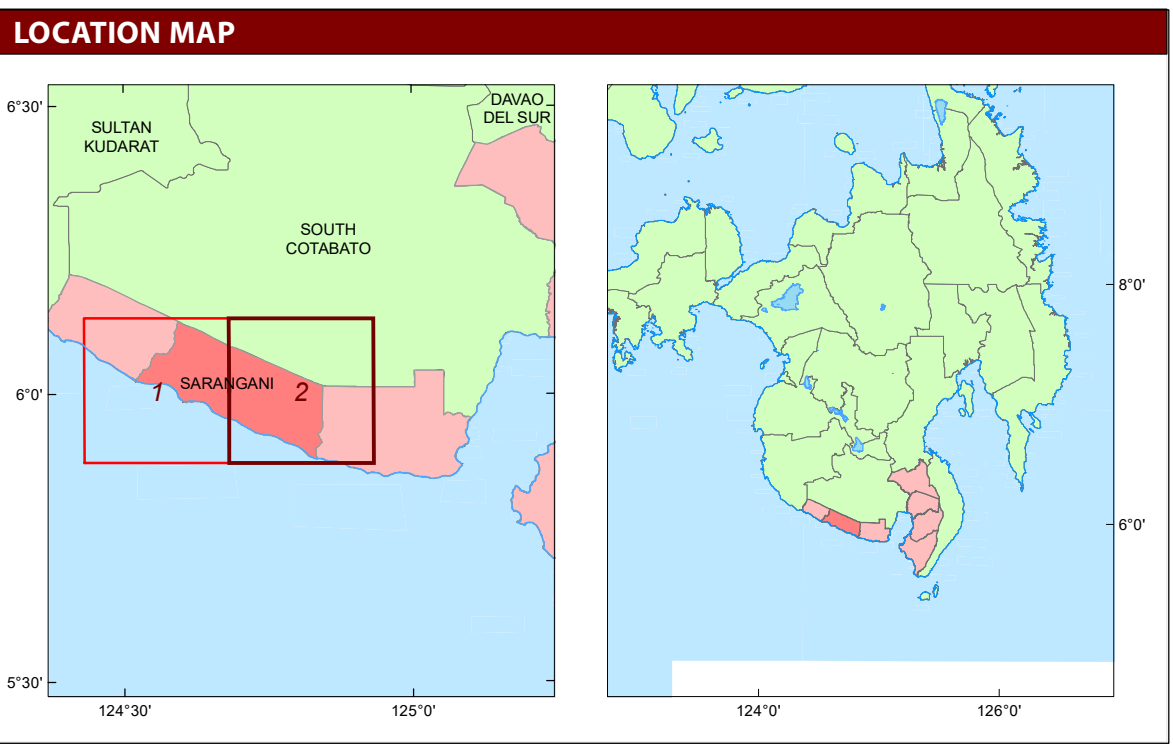 LOCATION MAP
6°30'
DAVAO
DEL SUR
SULTAN
KUDARAT
SOUTH
COTABATO
6°0'
SARANGANI
1
2
5°30'
124°30'
125°0'
8°0'
6°0'
124°0'
126°0'